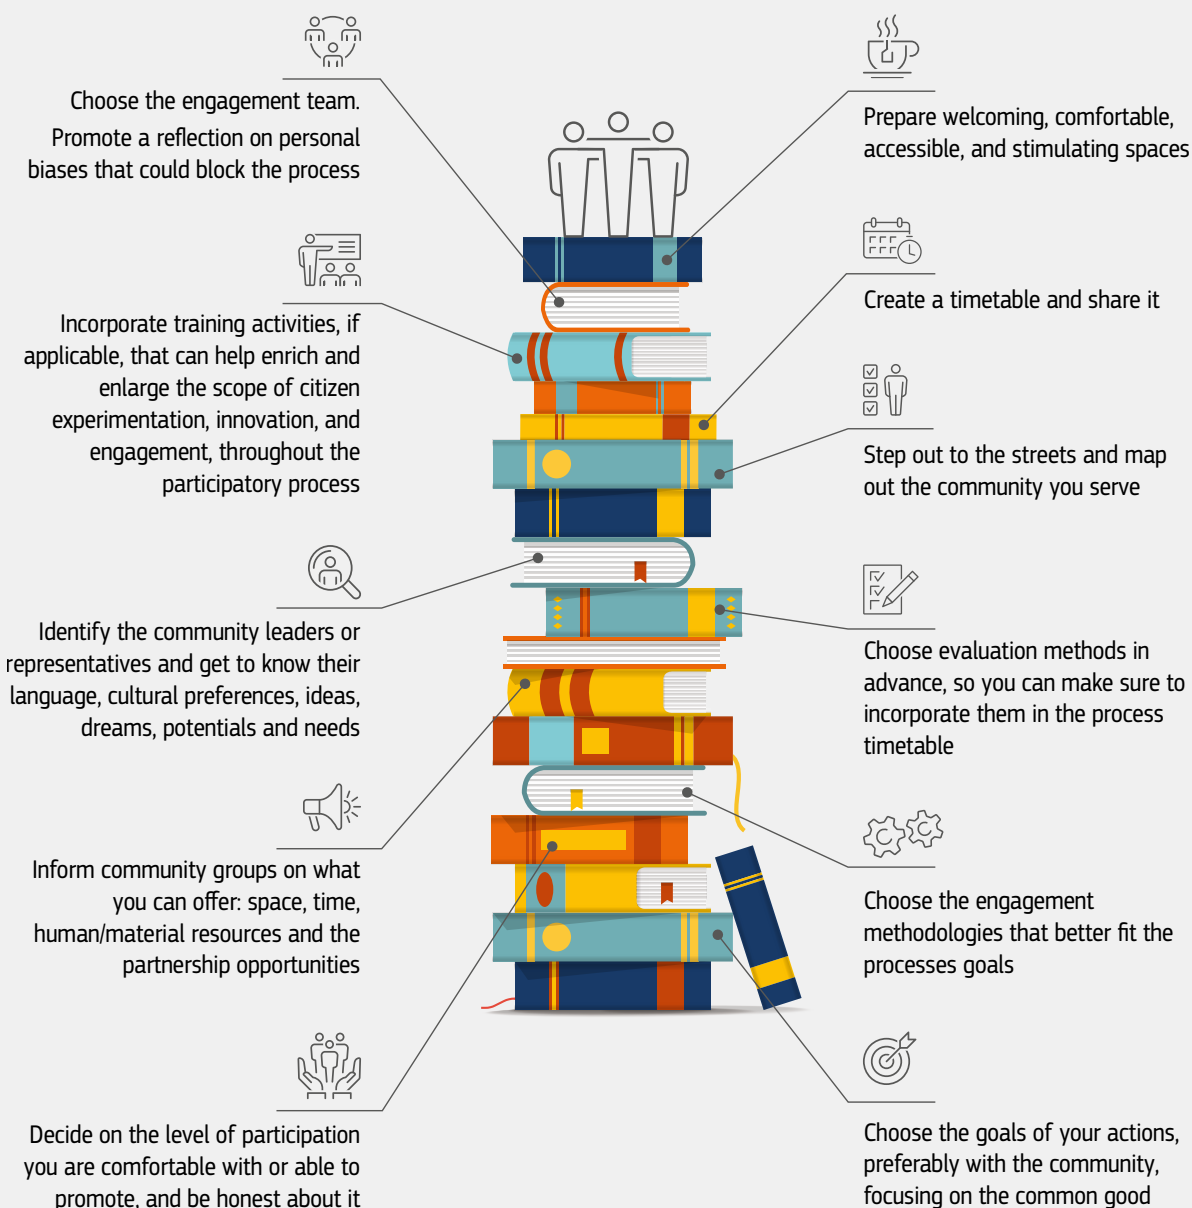 Choose the engagement team.
Promote a reflection on personal
biases that could block the process
Incorporate training activities, if
applicable, that can help enrich and
enlarge the scope of citizen
experimentation, innovation, and
engagement, throughout the
participatory process
Identify the community leaders or
representatives and get to know their
language, cultural preferences, ideas,
dreams, potentials and needs
Inform community groups on what
you can offer: space, time,
human/material resources and the
partnership opportunities
Decide on the level of participation
you are comfortable with or able to
promote, and be honest about it
Prepare welcoming, comfortable,
accessible, and stimulating spaces
Create a timetable and share it
Step out to the streets and map
out the community you serve
Choose evaluation methods in
advance, so you can make sure to
incorporate them in the process
timetable
Choose the engagement
methodologies that better fit the
processes goals
Choose the goals of your actions,
preferably with the community,
focusing on the common good